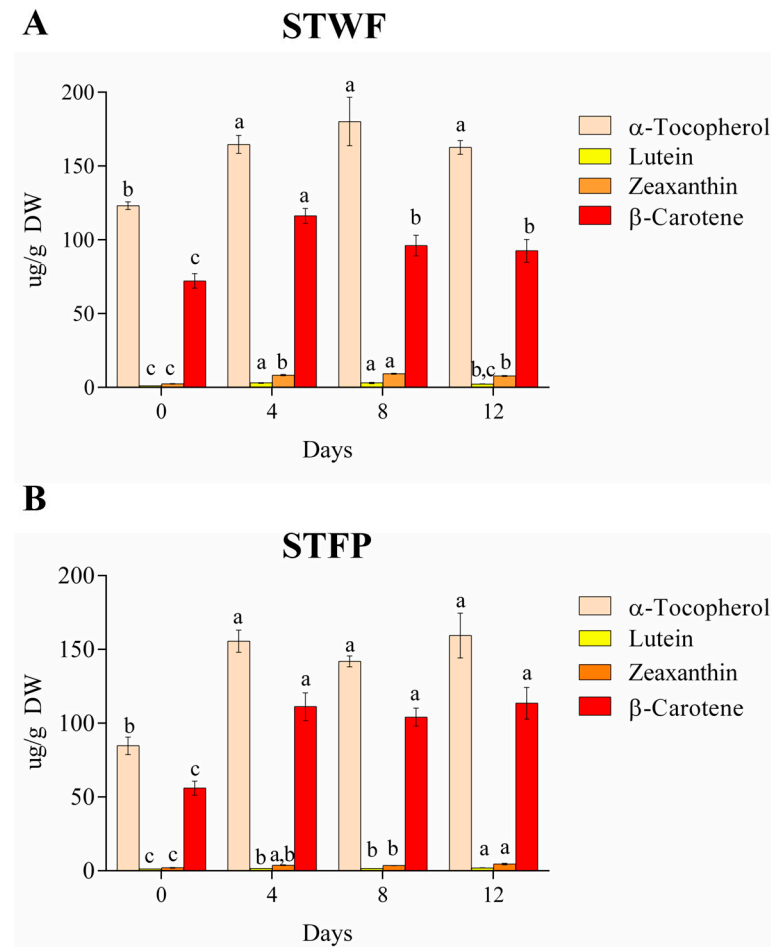 A
STWF
200
150
100
50
0
ug/g DW
b
c
c
c
a
a
b
a
a
a
a
b
a
b,c
b
b
0
4
8
12
Days
α-Tocopherol
Lutein
Zeaxanthin
β-Carotene
B
STFP
200
150
100
50
0
ug/g DW
b
c
c
c
a
b
a,b
a
a
b
b
a
a
a
a
a
0
4
8
12
Days
α-Tocopherol
Lutein
Zeaxanthin
β-Carotene